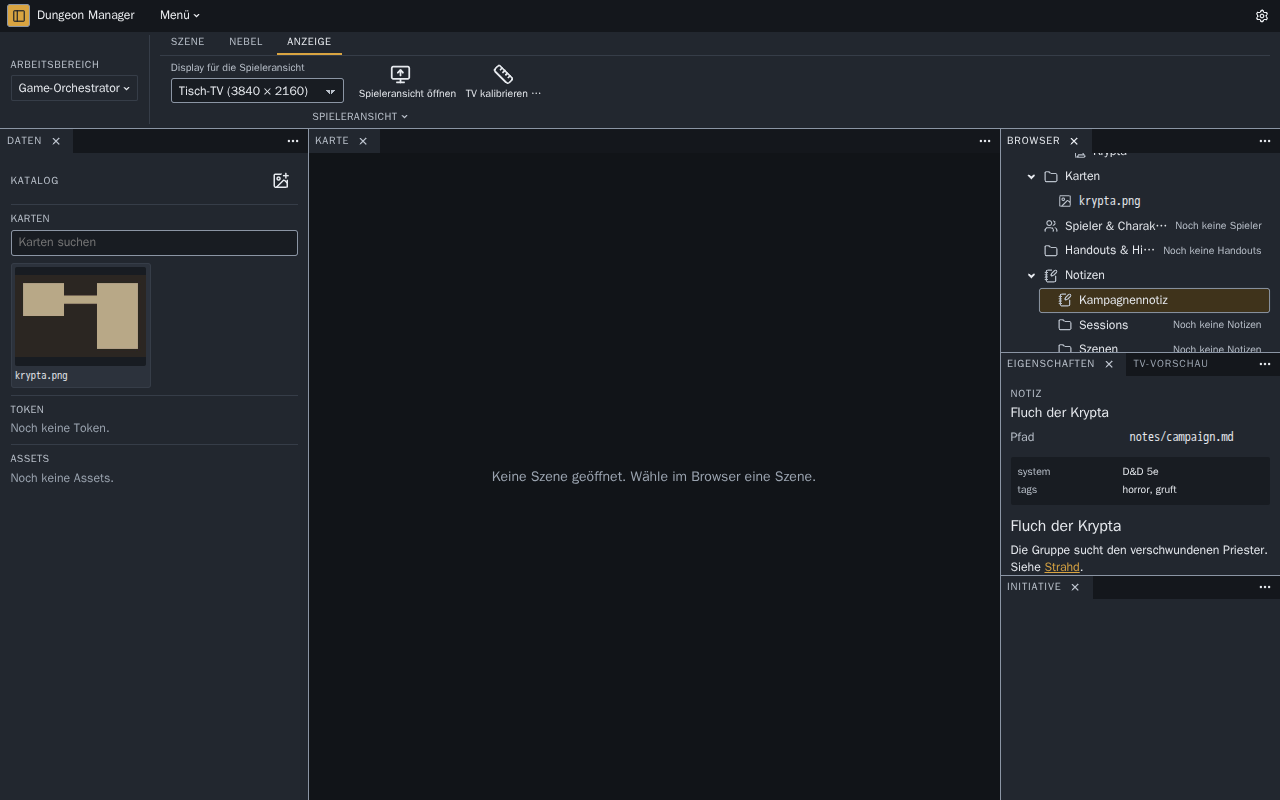 Dungeon Manager
Menü
SZENE
NEBEL
ANZEIGE
ARBEITSBEREICH
Game-Orchestrator
Display für die Spieleransicht
Tisch-TV (3840 × 2160)
Spieleransicht öffnen
TV kalibrieren ⋯
SPIELERANSICHT
DATEN
KATALOG
KARTEN
Karten suchen
krypta.png
TOKEN
Noch keine Token.
ASSETS
Noch keine Assets.
KARTE
Keine Szene geöffnet. Wähle im Browser eine Szene.
BROWSER
Krypta
Karten
krypta.png
Spieler & Charak⋯ Noch keine Spieler
Handouts & Hi⋯ Noch keine Handouts
Notizen
Kampagnennotiz
Sessions Noch keine Notizen
Szenen Noch keine Notizen
EIGENSCHAFTEN
TV-VORSCHAU
NOTIZ
Fluch der Krypta
Pfad notes/campaign.md
system D&D 5e
tags horror, gruft
Fluch der Krypta
Die Gruppe sucht den verschwundenen Priester.
Siehe Strahd.
INITIATIVE